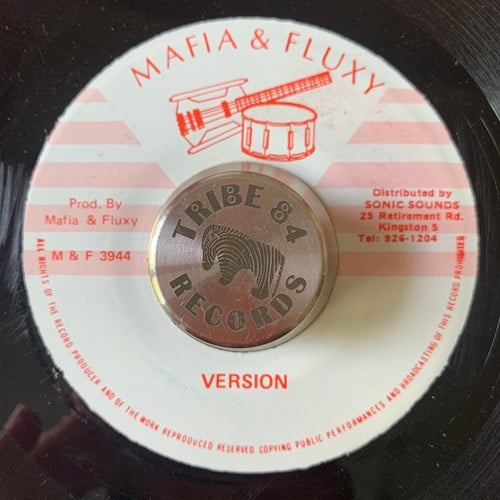 MAFIA & FLUXY
Prod. By
Mafia & Fluxy
M & F 3944
Distributed by
SONIC SOUNDS
25 Retirement Rd.
Kingston 5
Tel: 926-1204
TRIBE 84
RECORDS
VERSION
ALL RIGHTS OF THE RECORD PRODUCER AND OF THE WORK REPRODUCED RESERVED COPYING PUBLIC PERFORMANCES AND BROADCASTING OF THIS RECORD PROHIBITED